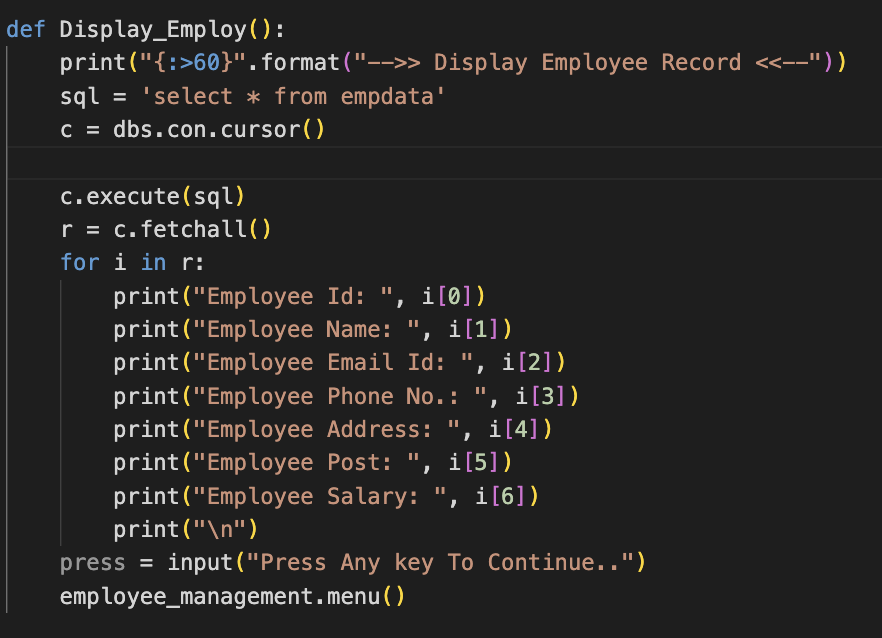 def Display_Employ():
    print("{:>60}".format("-->> Display Employee Record <<--"))
    sql = 'select * from empdata'
    c = dbs.con.cursor()

    c.execute(sql)
    r = c.fetchall()
    for i in r:
        print("Employee Id: ", i[0])
        print("Employee Name: ", i[1])
        print("Employee Email Id: ", i[2])
        print("Employee Phone No.: ", i[3])
        print("Employee Address: ", i[4])
        print("Employee Post: ", i[5])
        print("Employee Salary: ", i[6])
        print("\n")
    press = input("Press Any key To Continue..")
    employee_management.menu()